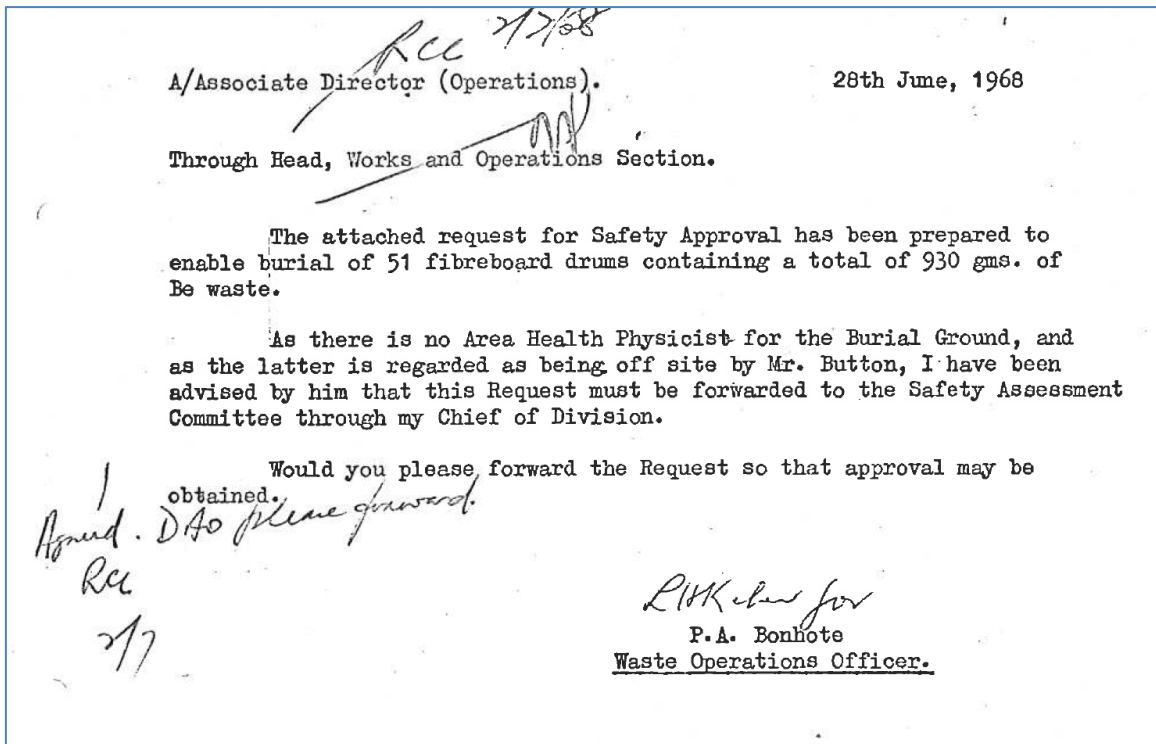 RCC 2/7/68
A/Associate Director (Operations). 28th June, 1968
Through Head, Works and Operations Section.
The attached request for Safety Approval has been prepared to
enable burial of 51 fibreboard drums containing a total of 930 gms. of
Be waste.
As there is no Area Health Physicist for the Burial Ground, and
as the latter is regarded as being off site by Mr. Button, I have been
advised by him that this Request must be forwarded to the Safety Assessment
Committee through my Chief of Division.
Would you please forward the Request so that approval may be
obtained.
Agreed. DAO please forward.
RCC
2/7
for
P.A. Bonhote
Waste Operations Officer.